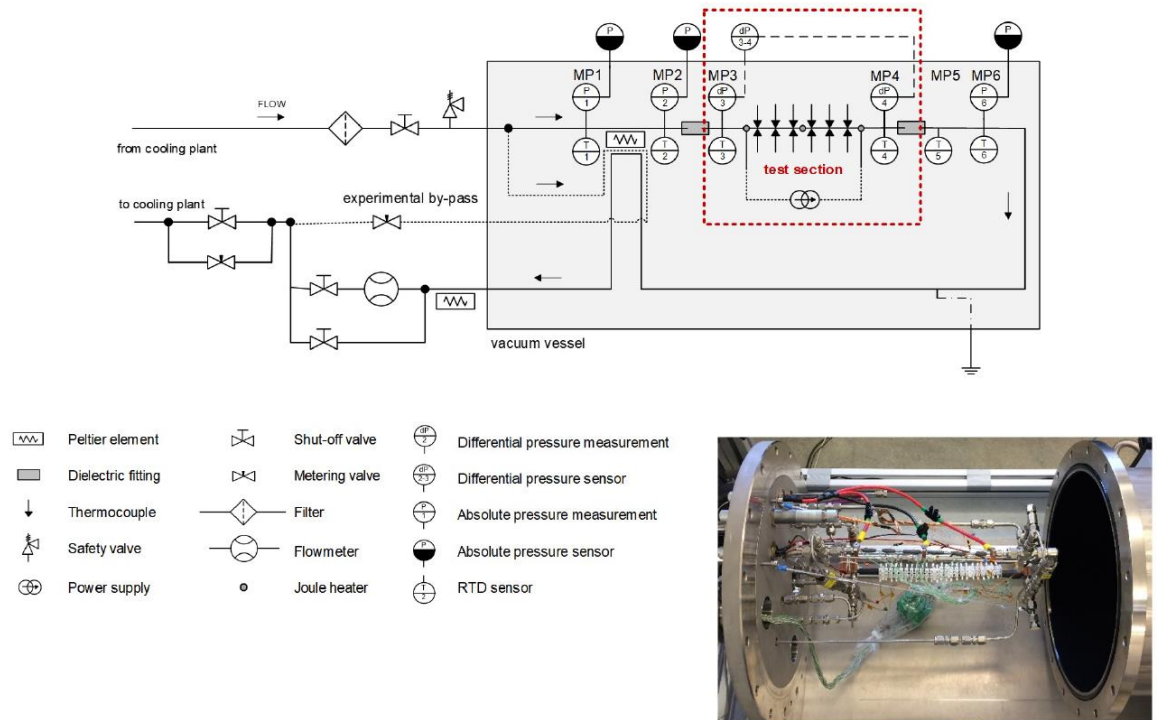 P
P
P
dP
3-4
MP1
MP2
MP3
MP4
MP5
MP6
P
1
P
2
dP
3
dP
4
P
6
FLOW
from cooling plant
T
1
T
2
T
3
T
4
T
5
T
6
test section
to cooling plant
experimental by-pass
vacuum vessel
Peltier element
Shut-off valve
dP
2
Differential pressure measurement
Dielectric fitting
Metering valve
dP
2-3
Differential pressure sensor
Thermocouple
Filter
P
1
Absolute pressure measurement
Safety valve
Flowmeter
P
Absolute pressure sensor
Power supply
Joule heater
T
2
RTD sensor